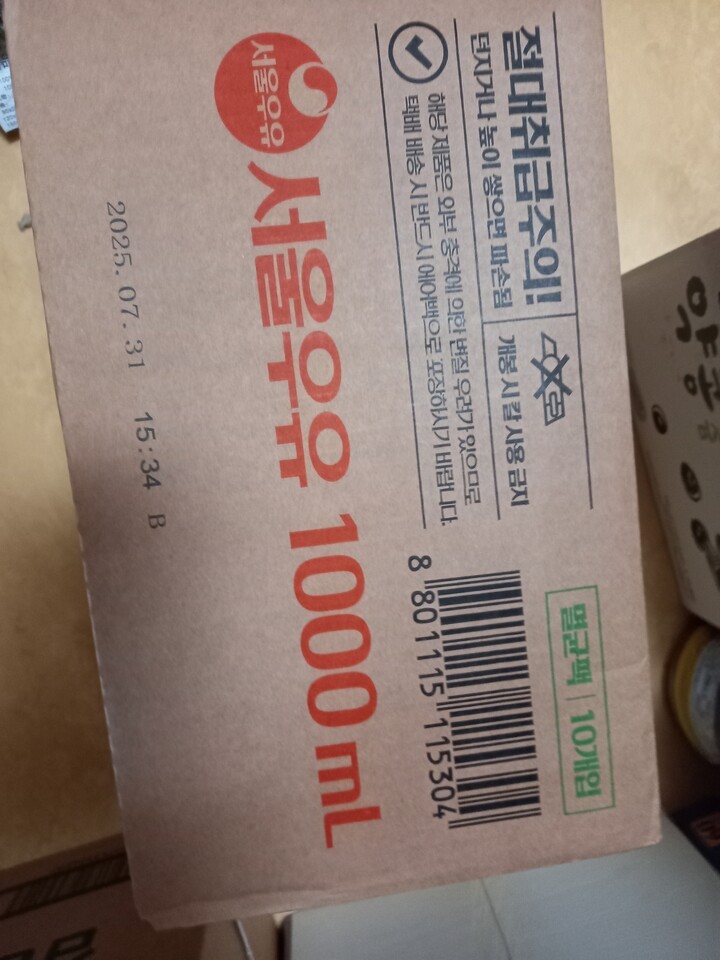 절대취급주의!
던지거나 높이 쌓으면 파손됨
개봉 시 칼 사용 금지
해당 제품은 외부 충격에 의한 변질 우려가 있으므로
택배 배송 시 반드시 에어백으로 포장하시기 바랍니다.
멸균팩 | 10개입
8 801115 115304
서울우유
서울우유 1000 mL
2025.07.31 15:34 B